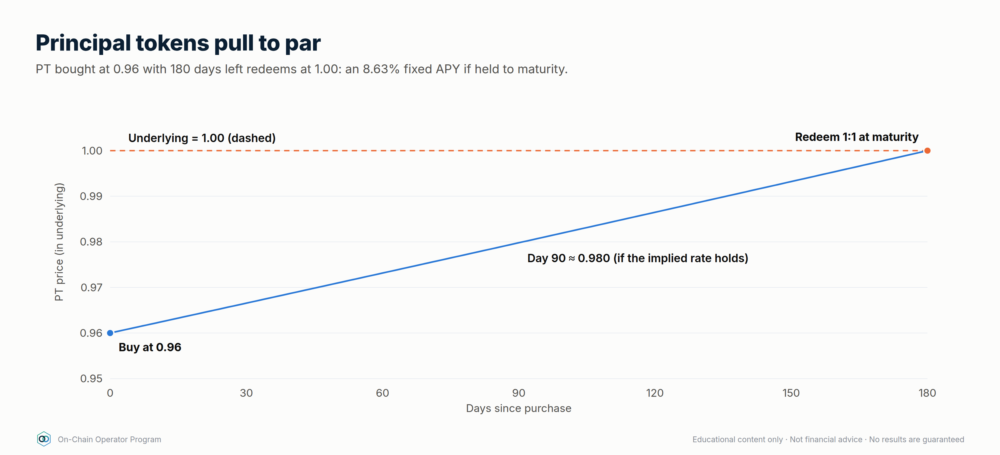 Principal tokens pull to par
PT bought at 0.96 with 180 days left redeems at 1.00: an 8.63% fixed APY if held to maturity.
Underlying = 1.00 (dashed)
Redeem 1:1 at maturity
1.00
0.99
0.98
0.97
0.96
0.95
PT price (in underlying)
Day 90 ≈ 0.980 (if the implied rate holds)
Buy at 0.96
0
30
60
90
120
150
180
Days since purchase
On-Chain Operator Program
Educational content only · Not financial advice · No results are guaranteed